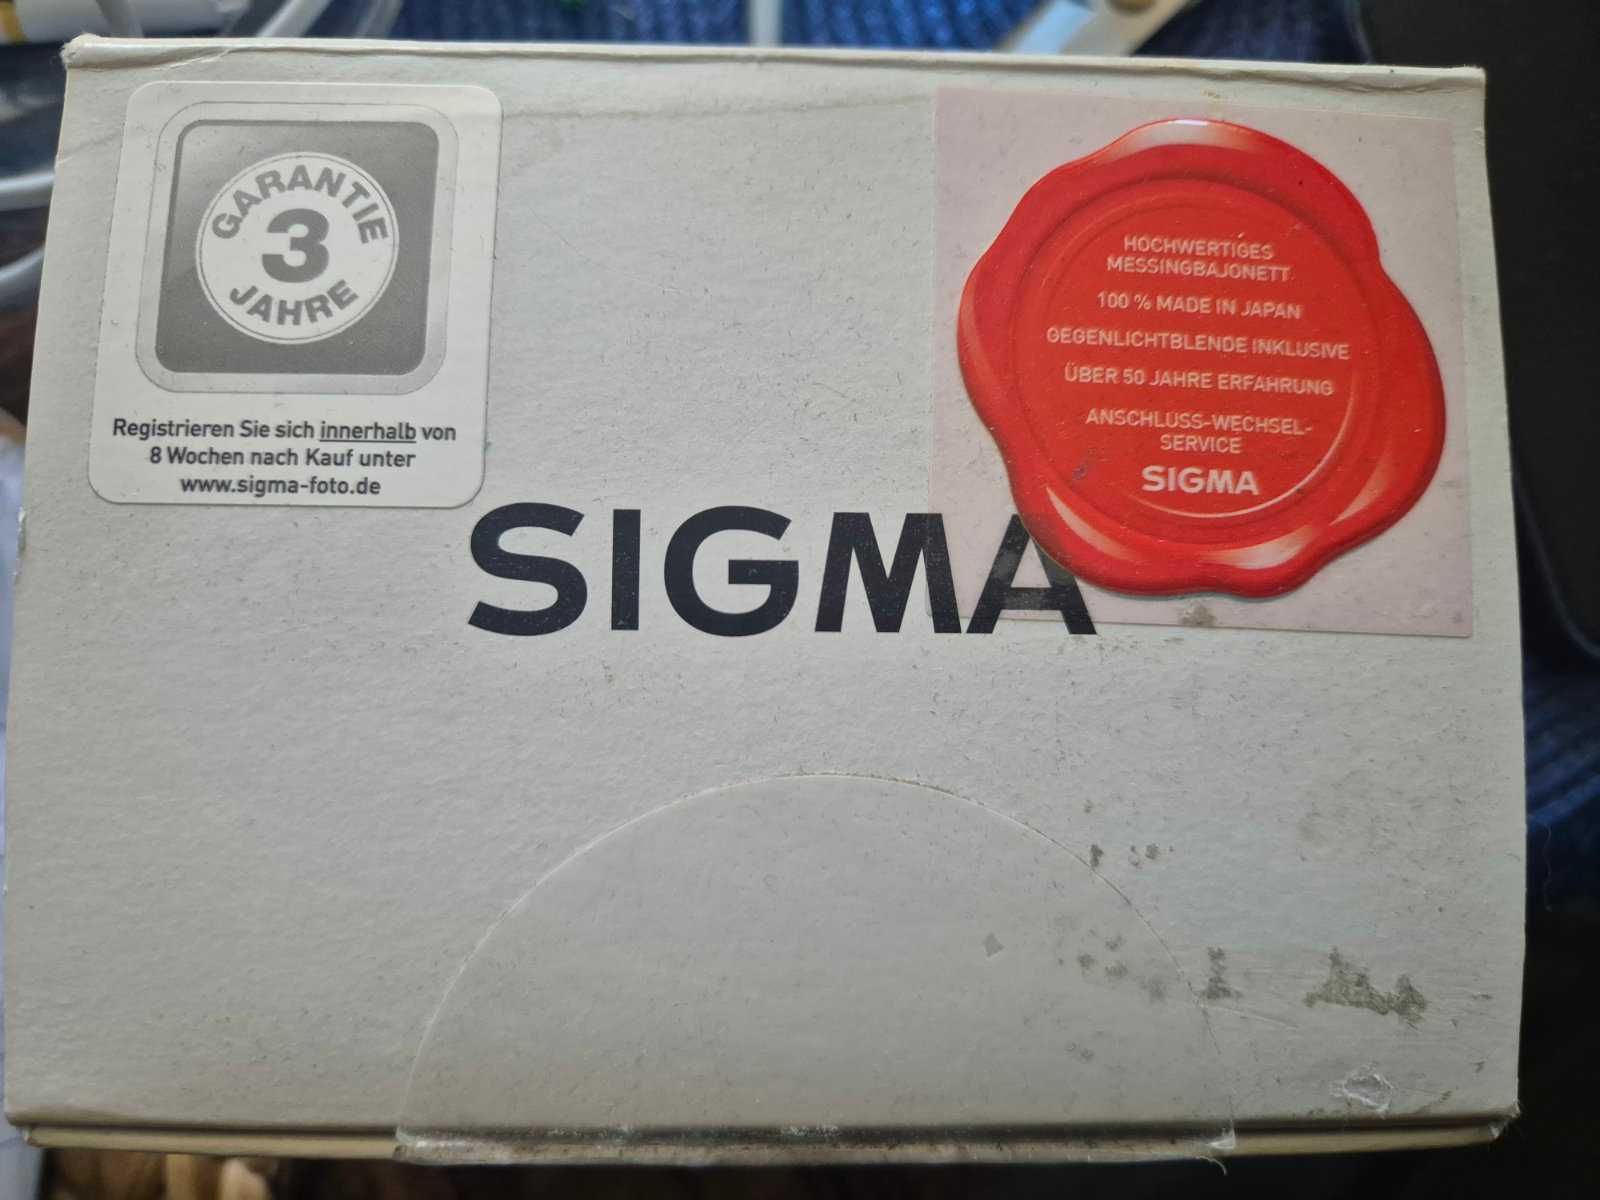 GARANTIE
3
JAHRE
Registrieren Sie sich innerhalb von
8 Wochen nach Kauf unter
www.sigma-foto.de
HOCHWERTIGES
MESSINGBAJONETT
100 % MADE IN JAPAN
GEGENLICHTBLENDE INKLUSIVE
ÜBER 50 JAHRE ERFAHRUNG
ANSCHLUSS-WECHSEL-
SERVICE
SIGMA
SIGMA